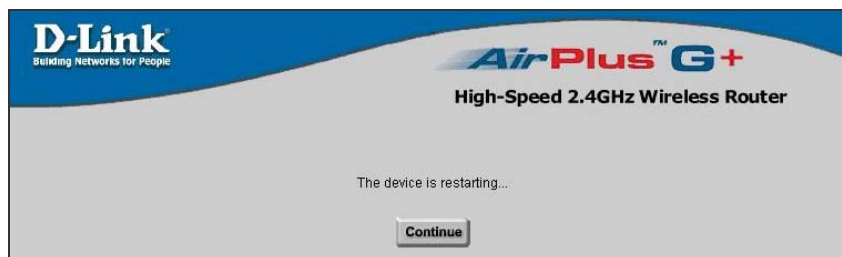 D-Link
Building Networks for People
AirPlus™ G+
High-Speed 2.4GHz Wireless Router
The device is restarting...
Continue